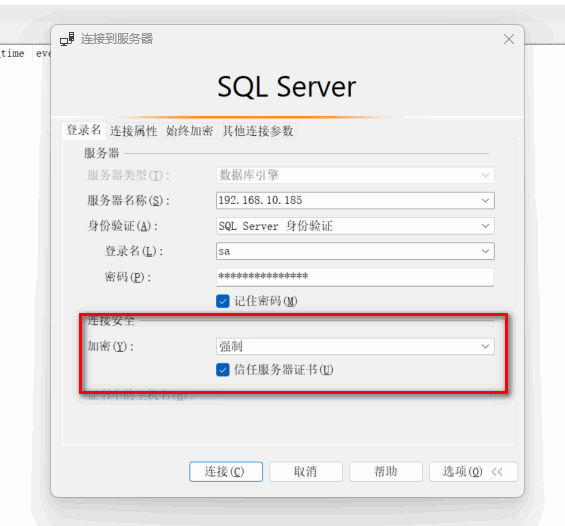 连接到服务器
time eve
SQL Server
登录名 连接属性 始终加密 其他连接参数
服务器
服务器类型(T): 数据库引擎
服务器名称(S): 192.168.10.185
身份验证(A): SQL Server 身份验证
登录名(L): sa
密码(P): ***************
记住密码(M)
连接安全
加密(Y): 强制
信任服务器证书(U)
证书中的主机名(H):
连接(C) 取消 帮助 选项(O) <<